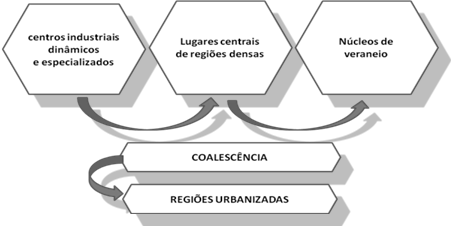 centros industriais
dinâmicos
e especializados
Lugares centrais
de regiões densas
Núcleos de
veraneio
COALESCÊNCIA
REGIÕES URBANIZADAS